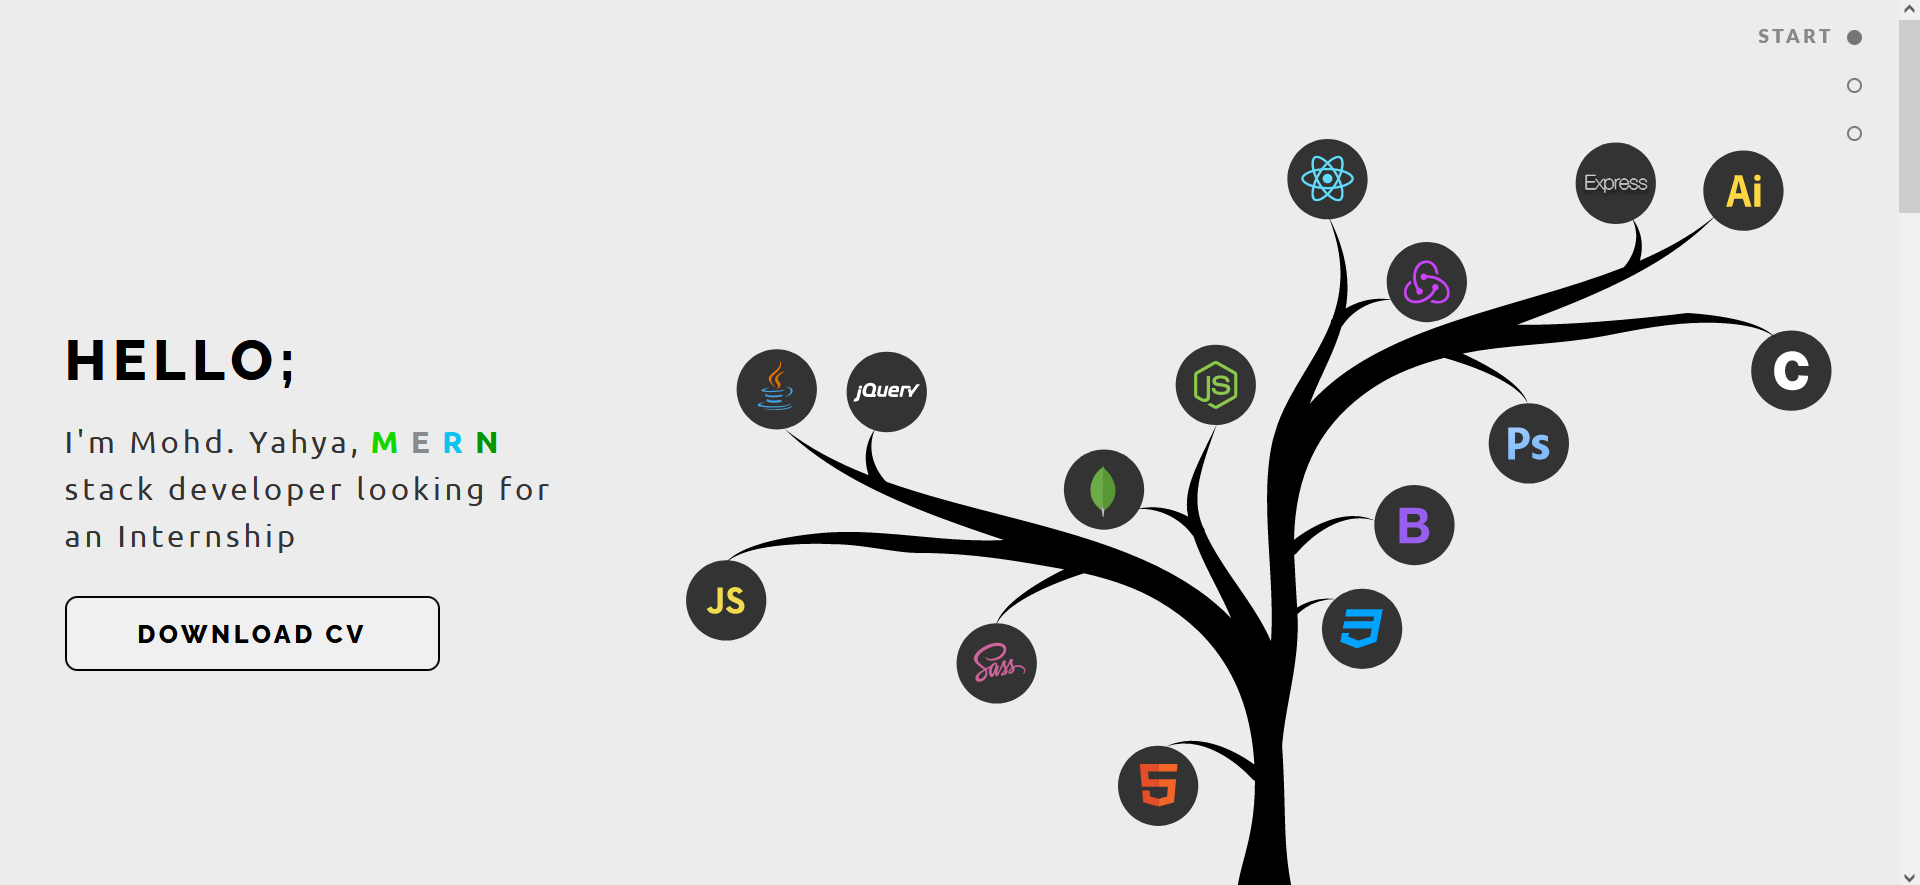 START
Express
Ai
HELLO;
I'm Mohd. Yahya, M E R N
stack developer looking for
an Internship
DOWNLOAD CV
jQuery
JS
C
Ps
B
JS
Sass
5
3